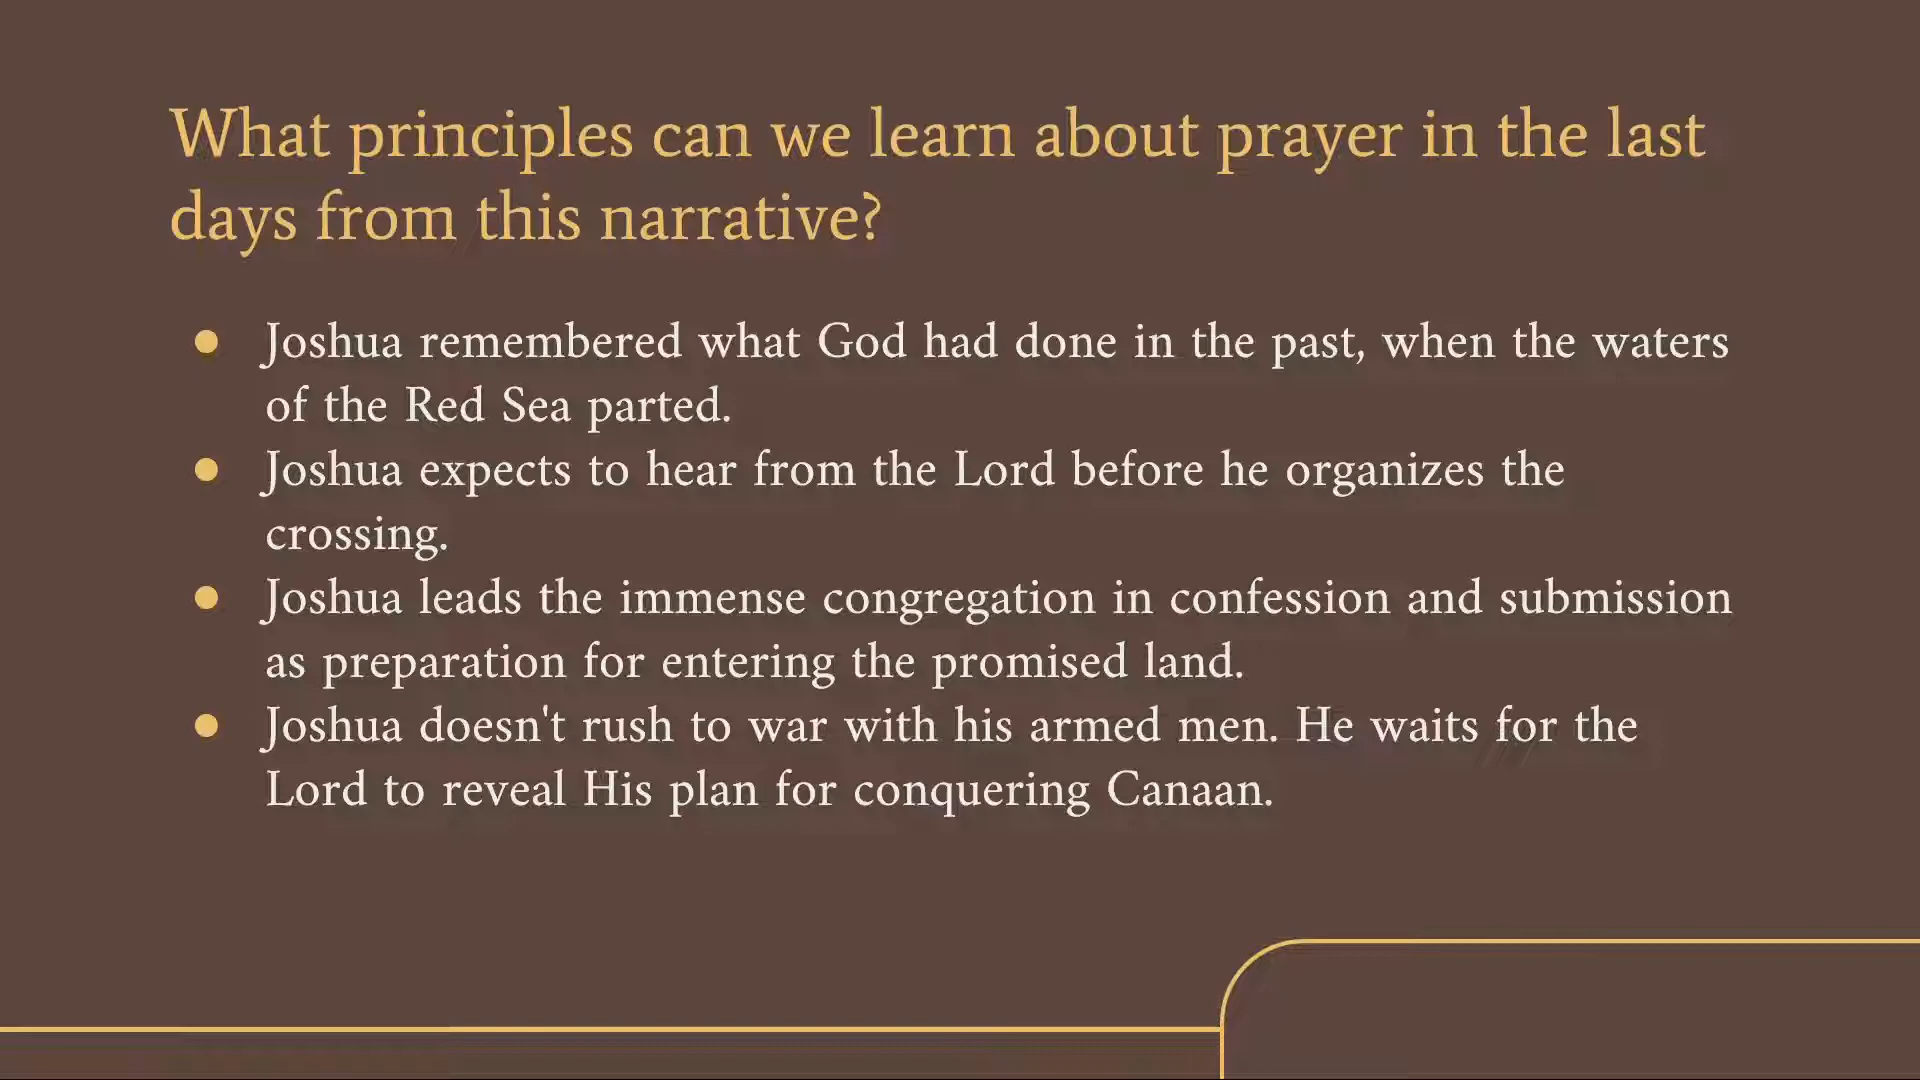 What principles can we learn about prayer in the last
days from this narrative?
● Joshua remembered what God had done in the past, when the waters
of the Red Sea parted.
● Joshua expects to hear from the Lord before he organizes the
crossing.
● Joshua leads the immense congregation in confession and submission
as preparation for entering the promised land.
● Joshua doesn't rush to war with his armed men. He waits for the
Lord to reveal His plan for conquering Canaan.